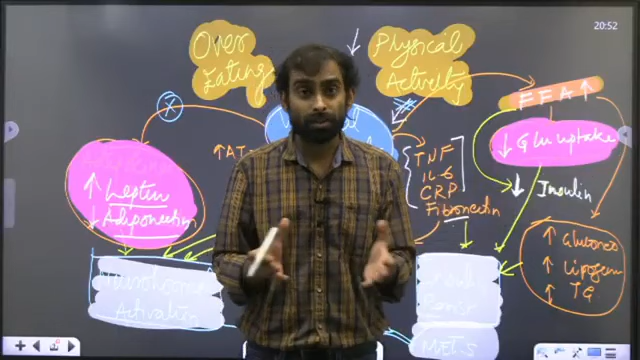 20:52
Over
Eating
↓ Physical
Activity
FFA ↑
↓ Glu uptake
↓ Insulin
↑ Glucose
↑ Lipogen
↑ TG
X
↑ AT
TNF
IL-6
CRP
Fibronectin
↑ Leptin
↓ Adiponectin
Activation